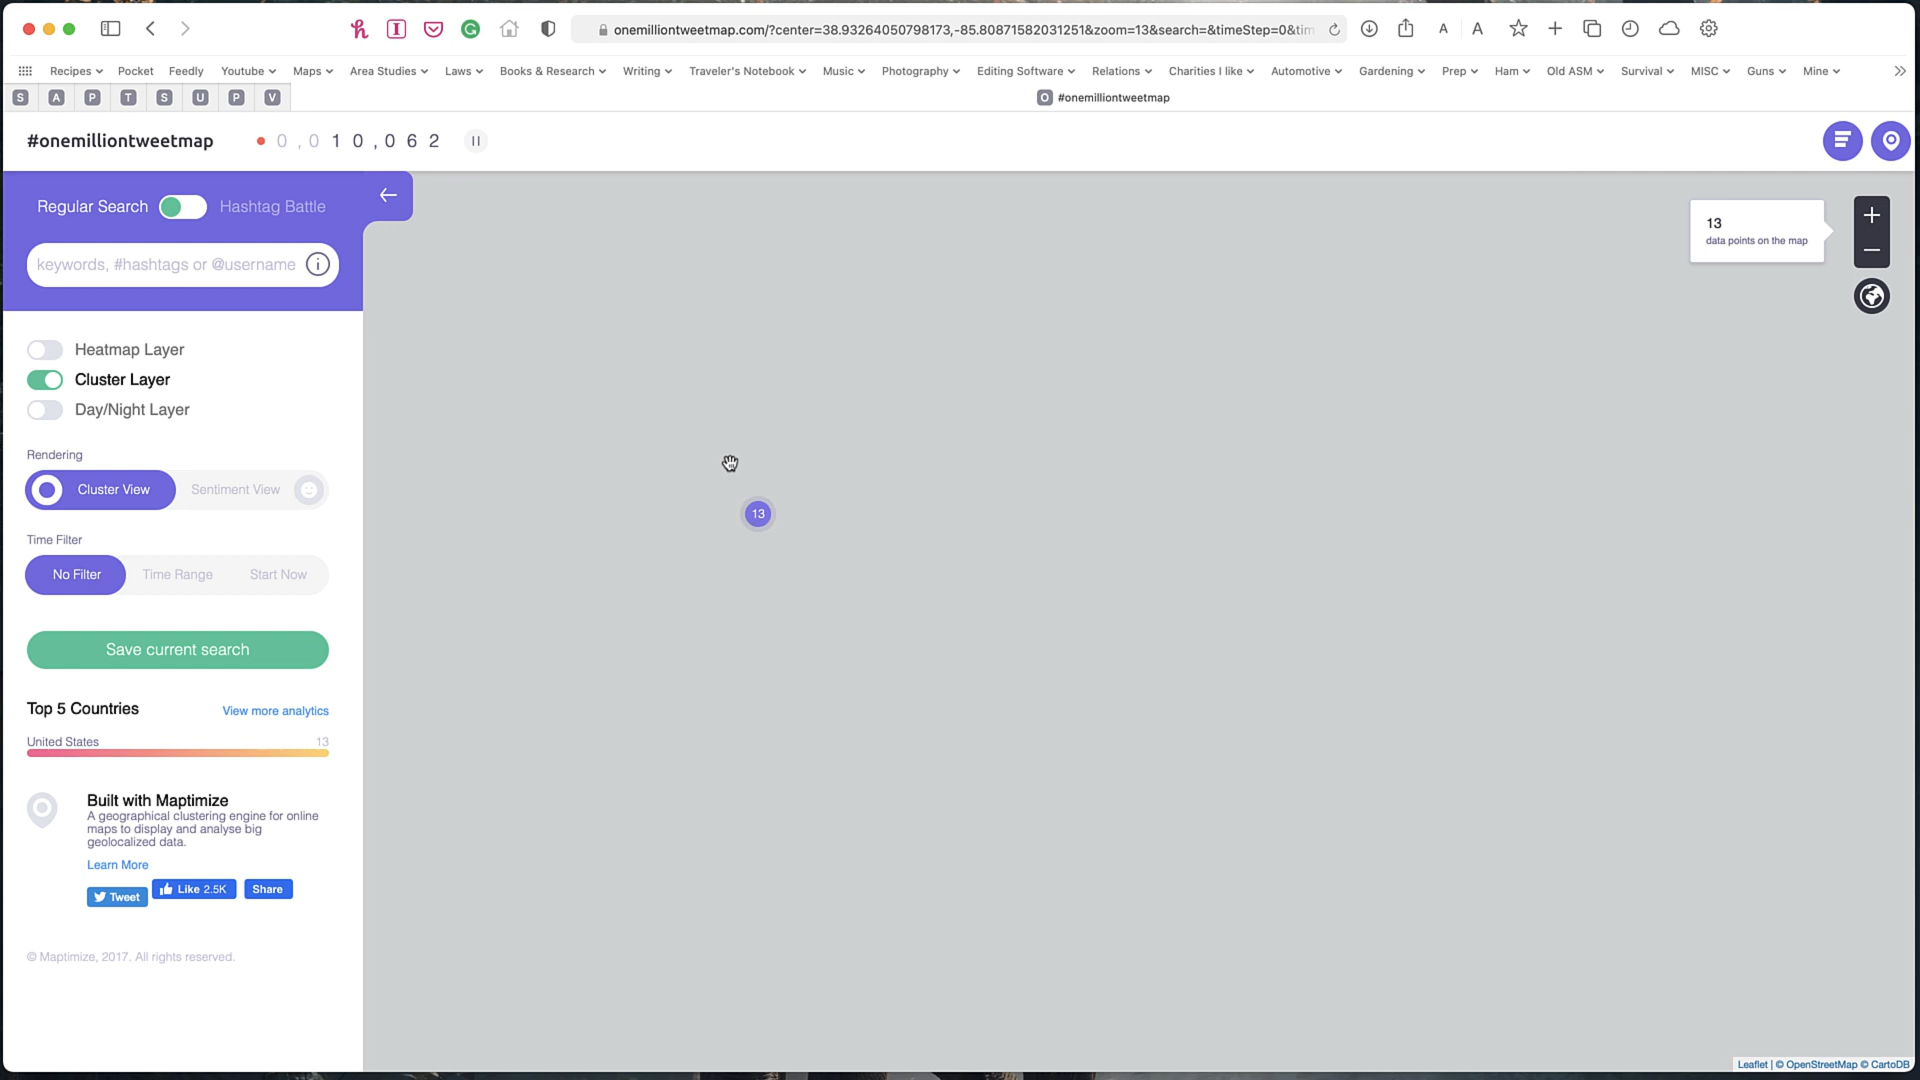 onemilliontweetmap.com/?center=38.93264050798173,-85.80871582031251&zoom=13&search=&timeStep=0&tim
A A
Recipes Pocket Feedly Youtube Maps Area Studies Laws Books & Research Writing Traveler's Notebook Music Photography Editing Software Relations Charities I like Automotive Gardening Prep Ham Old ASM Survival MISC Guns Mine
S A P T S U P V O #onemilliontweetmap
#onemilliontweetmap 0,010,062
Regular Search Hashtag Battle
keywords, #hashtags or @username
13
data points on the map
Heatmap Layer
Cluster Layer
Day/Night Layer
Rendering
Cluster View Sentiment View
13
Time Filter
No Filter Time Range Start Now
Save current search
Top 5 Countries View more analytics
United States 13
Built with Maptimize
A geographical clustering engine for online
maps to display and analyse big
geolocalized data.
Learn More
Tweet Like 2.5K Share
© Maptimize, 2017. All rights reserved.
Leaflet | © OpenStreetMap © CartoDB